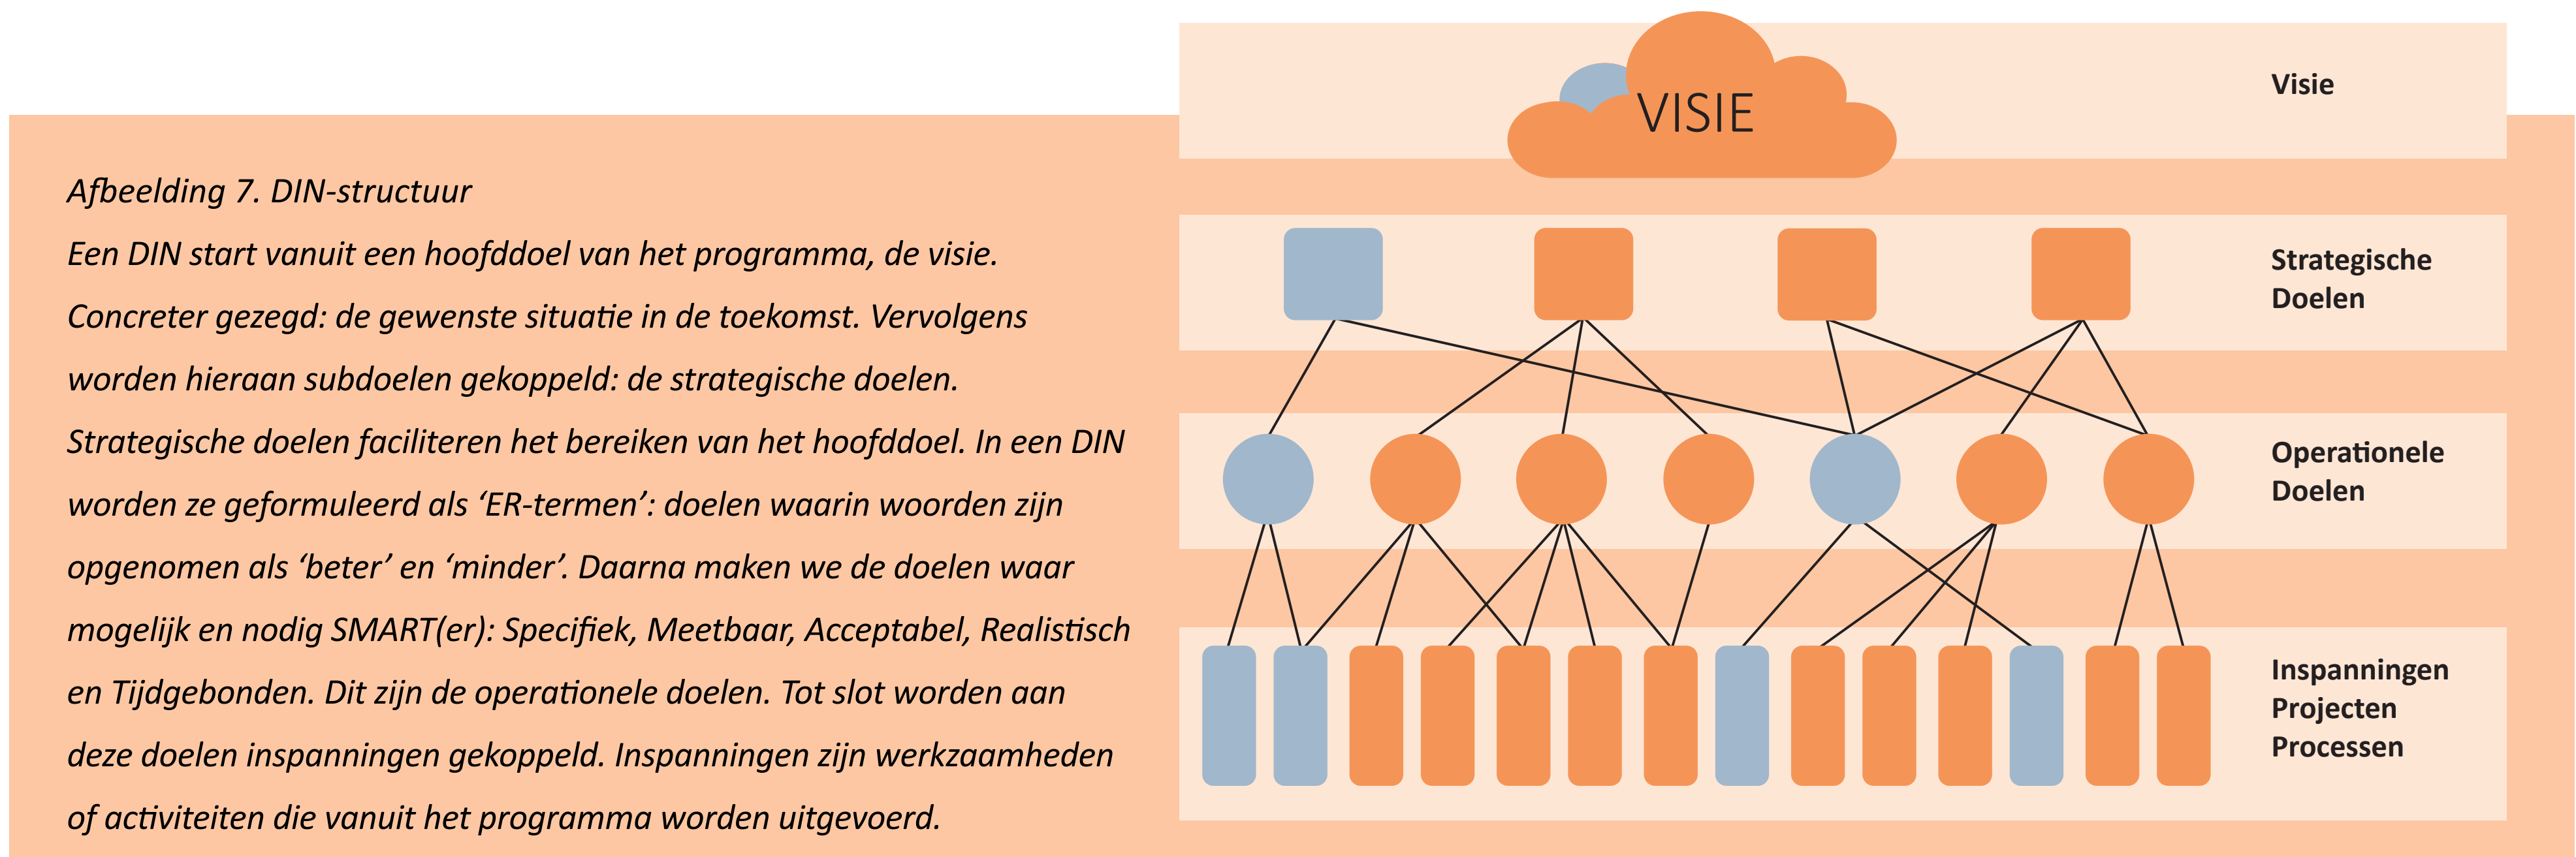 Afbeelding 7. DIN-structuur
Een DIN start vanuit een hoofddoel van het programma, de visie.
Concreter gezegd: de gewenste situatie in de toekomst. Vervolgens
worden hieraan subdoelen gekoppeld: de strategische doelen.
Strategische doelen faciliteren het bereiken van het hoofddoel. In een DIN
worden ze geformuleerd als ‘ER-termen’: doelen waarin woorden zijn
opgenomen als ‘beter’ en ‘minder’. Daarna maken we de doelen waar
mogelijk en nodig SMART(er): Specifiek, Meetbaar, Acceptabel, Realistisch
en Tijdgebonden. Dit zijn de operationele doelen. Tot slot worden aan
deze doelen inspanningen gekoppeld. Inspanningen zijn werkzaamheden
of activiteiten die vanuit het programma worden uitgevoerd.
VISIE
Visie
Strategische
Doelen
Operationele
Doelen
Inspanningen
Projecten
Processen